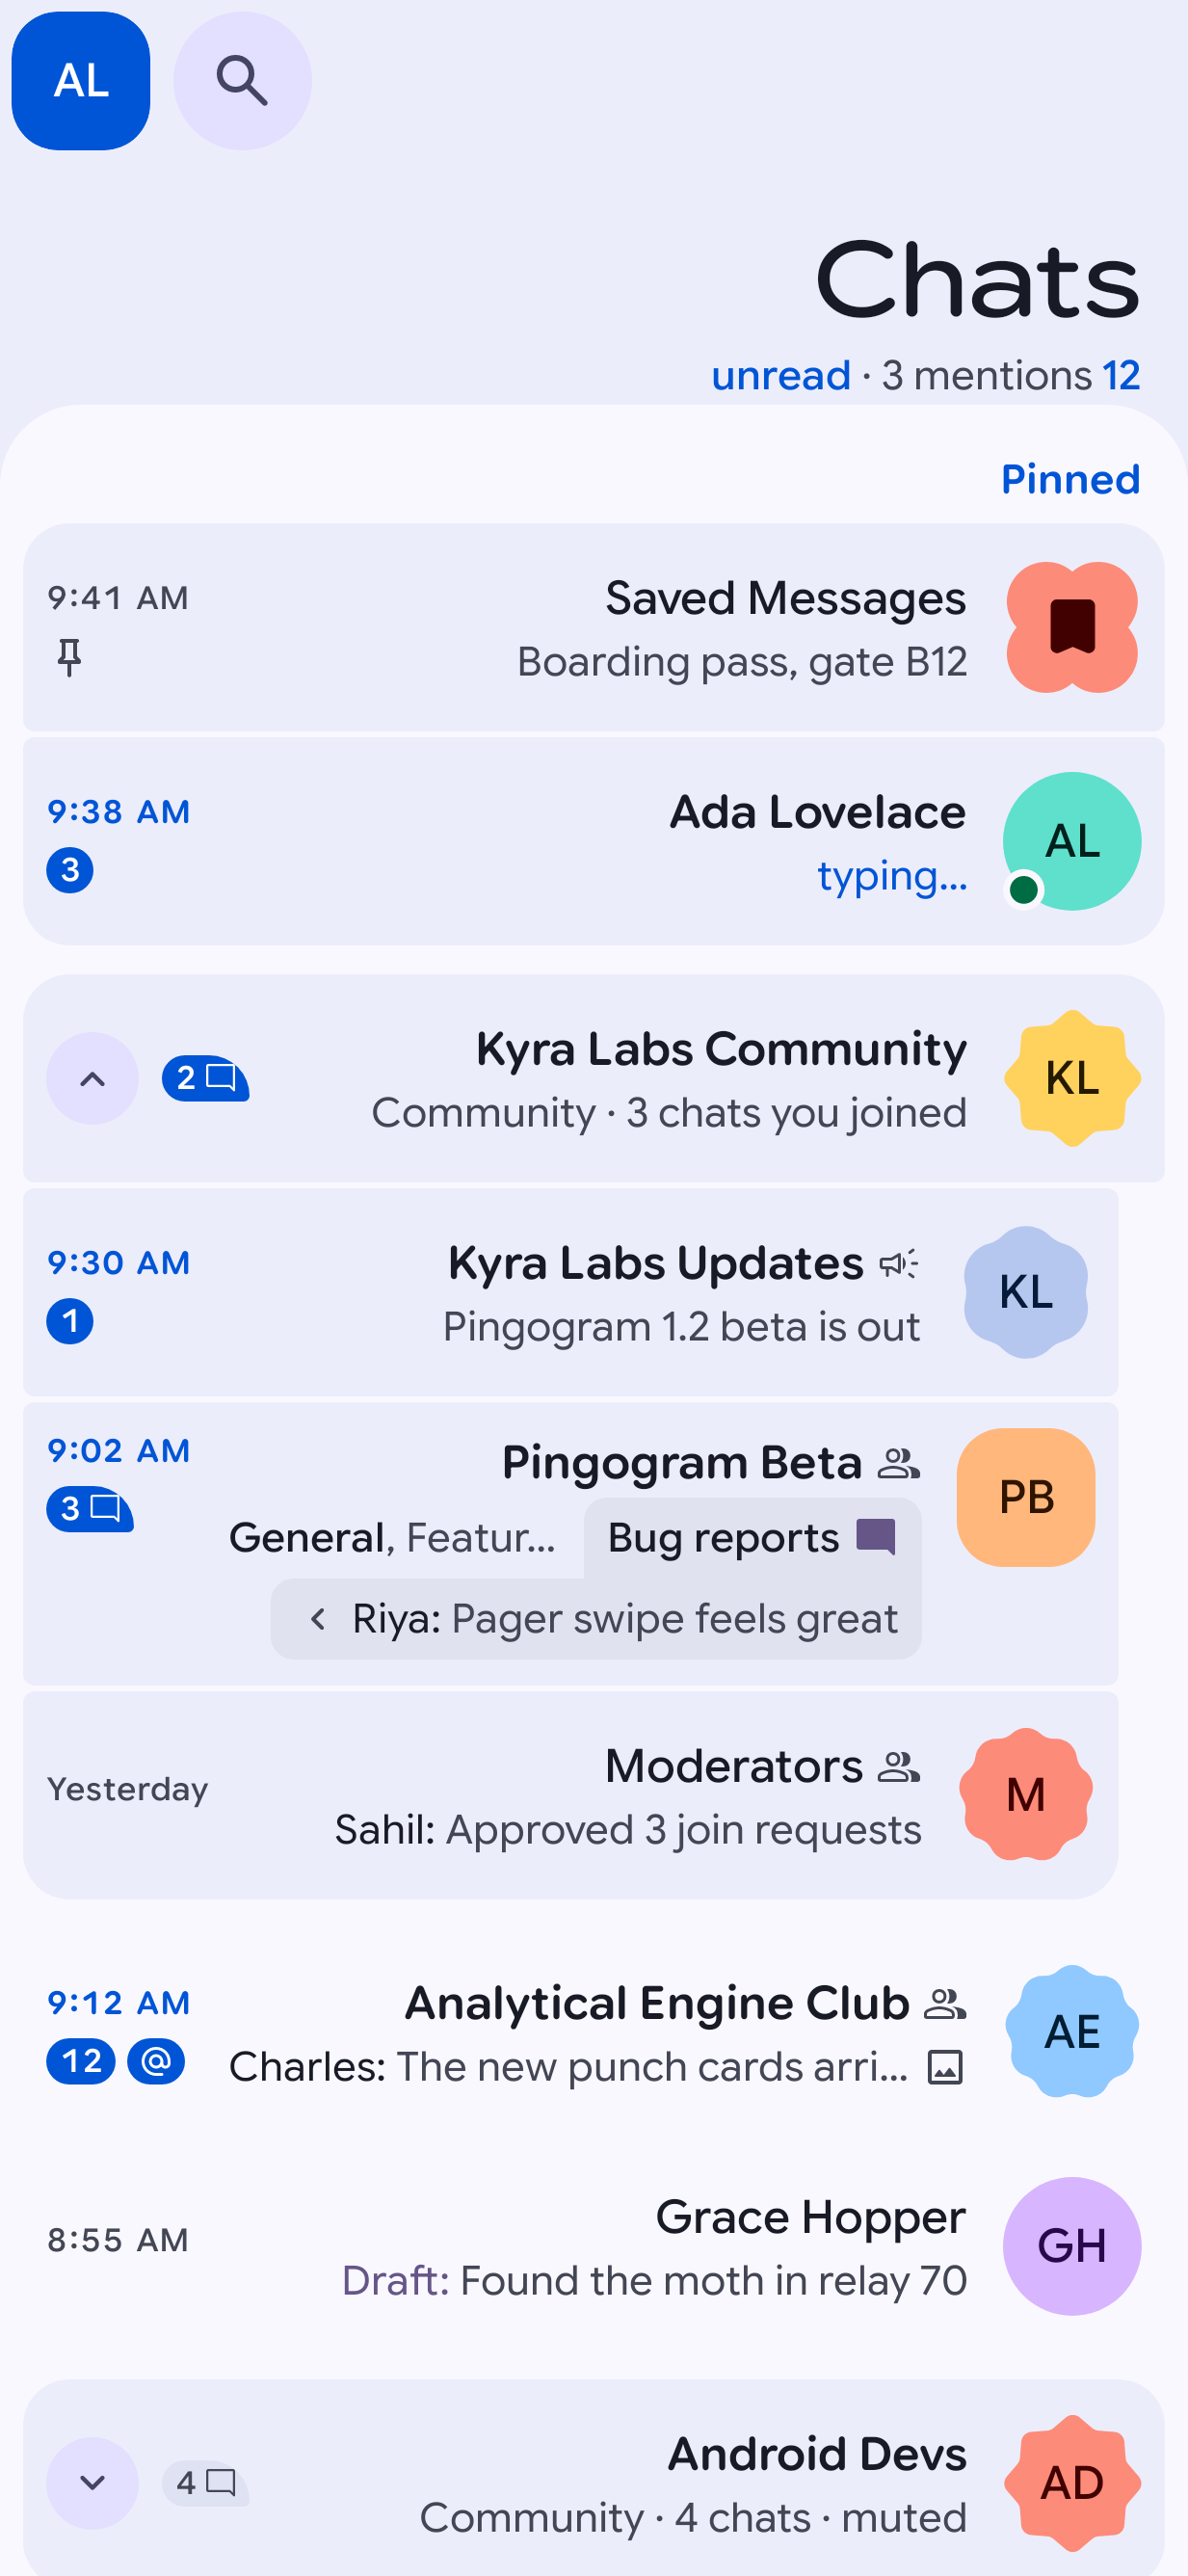 AL
Chats
unread · 3 mentions 12
Pinned
9:41 AM
Saved Messages
Boarding pass, gate B12
9:38 AM
3
Ada Lovelace
typing...
AL
2
Kyra Labs Community
Community · 3 chats you joined
KL
9:30 AM
1
Kyra Labs Updates
Pingogram 1.2 beta is out
KL
9:02 AM
3
Pingogram Beta
General, Featur... Bug reports
Riya: Pager swipe feels great
PB
Yesterday
Moderators
Sahil: Approved 3 join requests
M
9:12 AM
12 @
Analytical Engine Club
Charles: The new punch cards arri...
AE
8:55 AM
Grace Hopper
Draft: Found the moth in relay 70
GH
4
Android Devs
Community · 4 chats · muted
AD